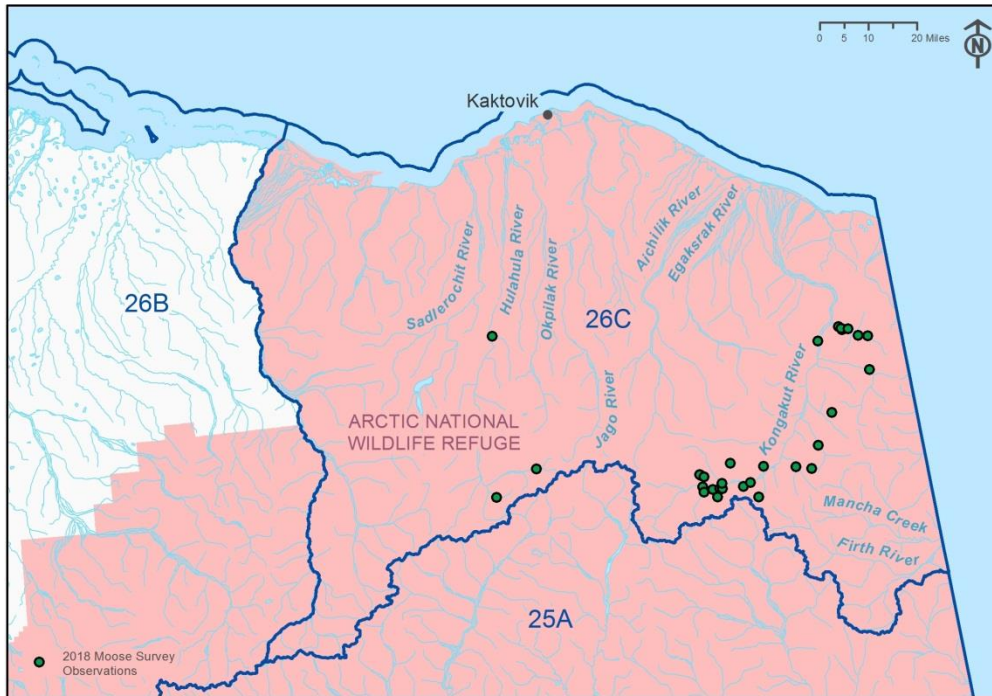 0 5 10 20 Miles
N
Kaktovik
Sadlerochit River
Hulahula River
Okpilak River
Aichilik River
Egaksrak River
26B
26C
Jago River
Kongakut River
ARCTIC NATIONAL
WILDLIFE REFUGE
Mancha Creek
Firth River
25A
2018 Moose Survey
Observations